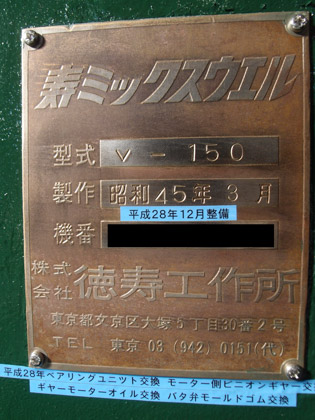 寿ミックスウエル
型式 V-150
製作 昭和45年3月
平成28年12月整備
機番
株式会社 徳寿工作所
東京都文京区大塚5丁目30番2号
TEL 東京 03 (942) 0151(代)
平成28年ベアリングユニット交換 モーター側ピニオンギヤー交
ギヤーモーターオイル交換 バタ弁モールドゴム交換